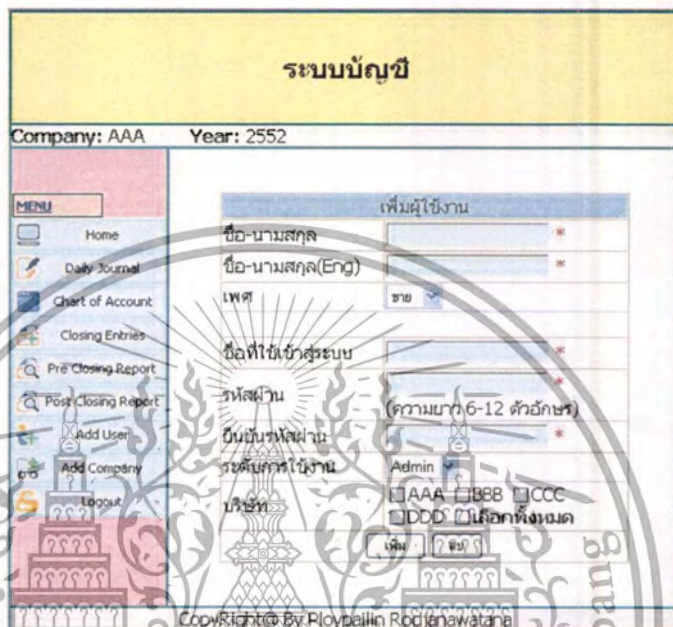 ระบบบัญชี
Company: AAA Year: 2552
MENU
Home
Daily Journal
Chart of Account
Closing Entries
Pre Closing Report
Post Closing Report
Add User
Add Company
Logout
เพิ่มผู้ใช้งาน
ชื่อ-นามสกุล *
ชื่อ-นามสกุล(Eng) *
เพศ ชาย
ชื่อที่ใช้เข้าสู่ระบบ *
รหัสผ่าน *
(ความยาว 6-12 ตัวอักษร)
ยืนยันรหัสผ่าน *
ระดับการใช้งาน Admin
บริษัท AAA BBB CCC
DDD เลือกทั้งหมด
เพิ่ม ลบ
CopyRight@ By Ploypailin Rodjanawatana